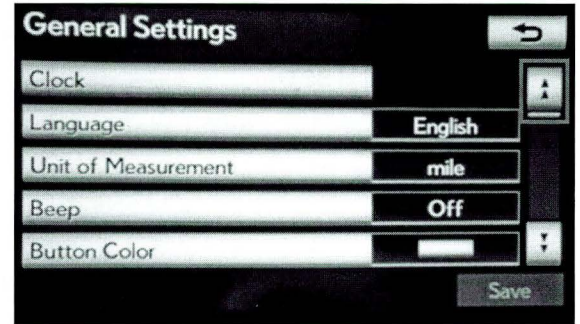 General Settings
Clock
Language English
Unit of Measurement mile
Beep Off
Button Color
Save